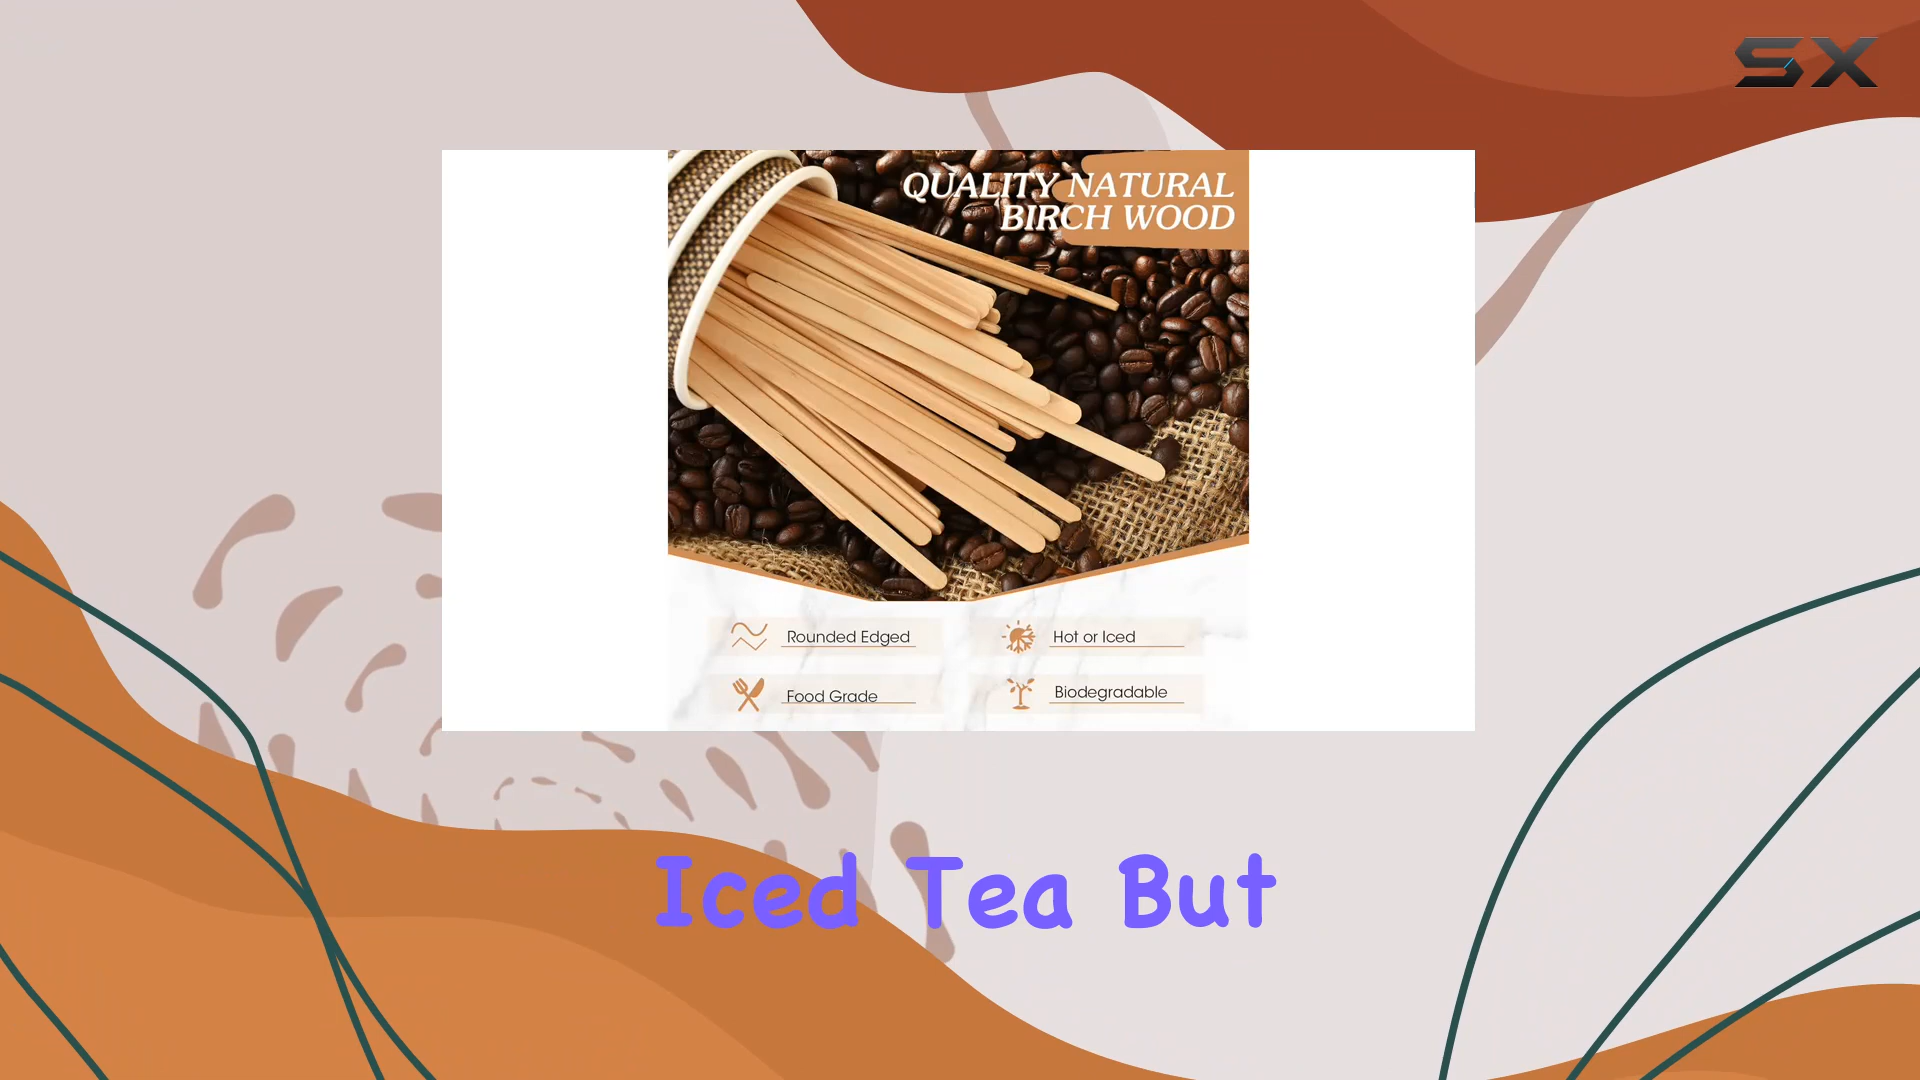 SX
QUALITY NATURAL
BIRCH WOOD
Rounded Edged
Hot or Iced
Food Grade
Biodegradable
Iced Tea But